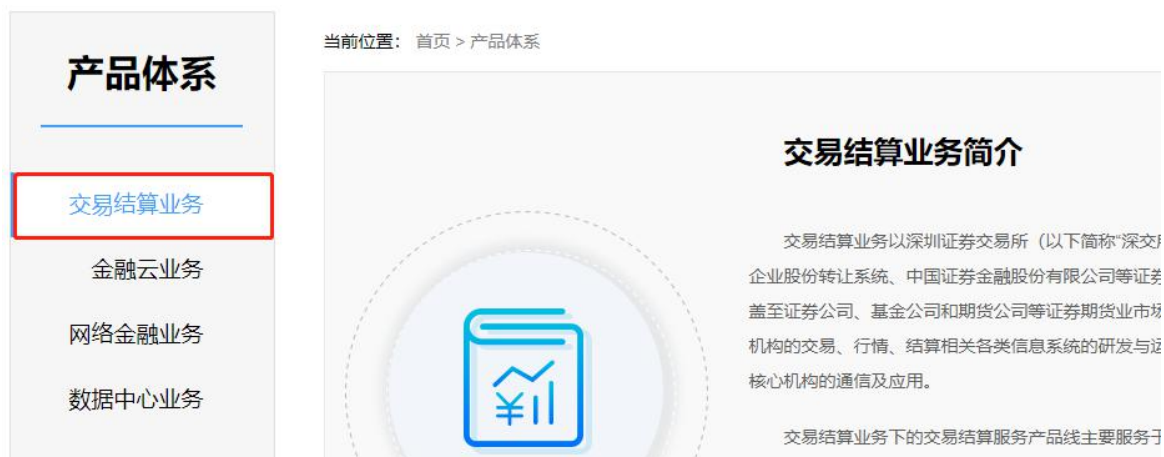 产品体系
交易结算业务
金融云业务
网络金融业务
数据中心业务
当前位置： 首页 > 产品体系
交易结算业务简介
交易结算业务以深圳证券交易所（以下简称“深交所
企业股份转让系统、中国证券金融股份有限公司等证券
盖至证券公司、基金公司和期货公司等证券期货业市场
机构的交易、行情、结算相关各类信息系统的研发与运
核心机构的通信及应用。
交易结算业务下的交易结算服务产品线主要服务于
¥